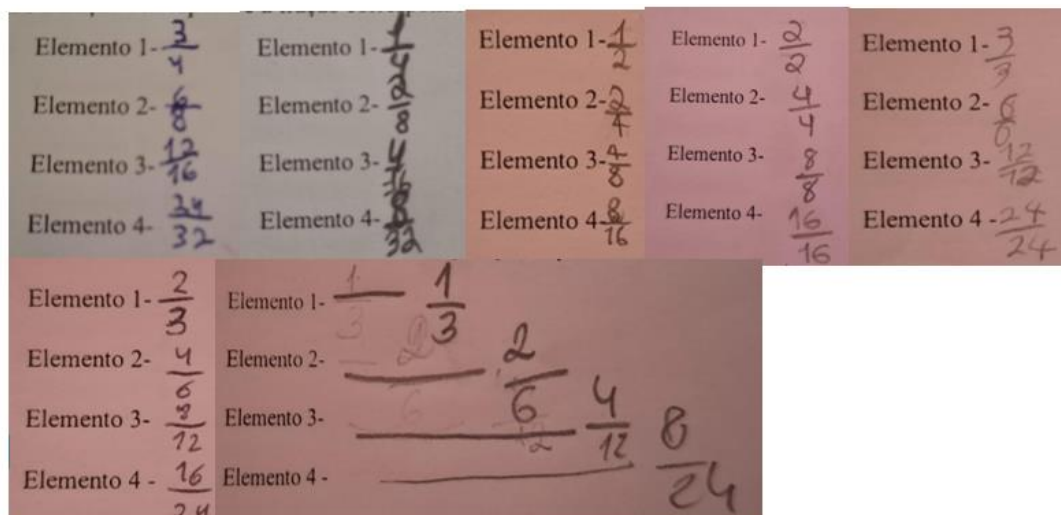 Elemento 1- 3/4
Elemento 2- 6/8
Elemento 3- 12/16
Elemento 4- 24/32
Elemento 1- 1/4
Elemento 2- 2/8
Elemento 3- 4/16
Elemento 4- 8/32
Elemento 1- 1/2
Elemento 2- 2/4
Elemento 3- 4/8
Elemento 4- 8/16
Elemento 1- 2/2
Elemento 2- 4/4
Elemento 3- 8/8
Elemento 4- 16/16
Elemento 1- 3/3
Elemento 2- 6/6
Elemento 3- 12/12
Elemento 4 - 24/24
Elemento 1- 2/3
Elemento 2- 4/6
Elemento 3- 8/12
Elemento 4 - 16/24
Elemento 1- 1/3 1/3
Elemento 2- 2/6 2/6
Elemento 3- 4/12
Elemento 4 - 8/24